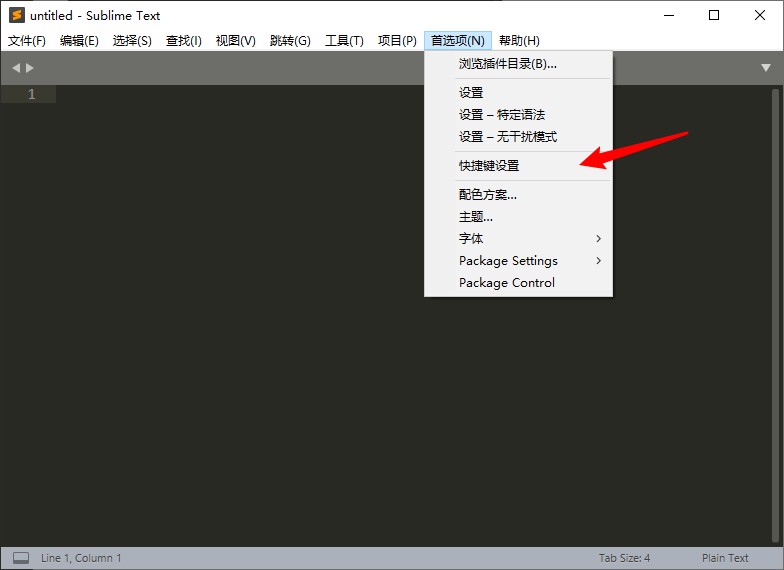 untitled - Sublime Text
文件(F) 编辑(E) 选择(S) 查找(I) 视图(V) 跳转(G) 工具(T) 项目(P) 首选项(N) 帮助(H)
浏览插件目录(B)...
1
设置
设置 – 特定语法
设置 – 无干扰模式
快捷键设置
配色方案...
主题...
字体
Package Settings
Package Control
Line 1, Column 1 Tab Size: 4 Plain Text